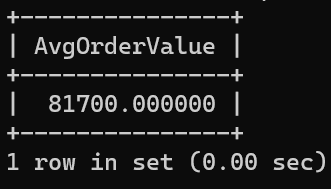 +---------------+
| AvgOrderValue |
+---------------+
|  81700.000000 |
+---------------+
1 row in set (0.00 sec)